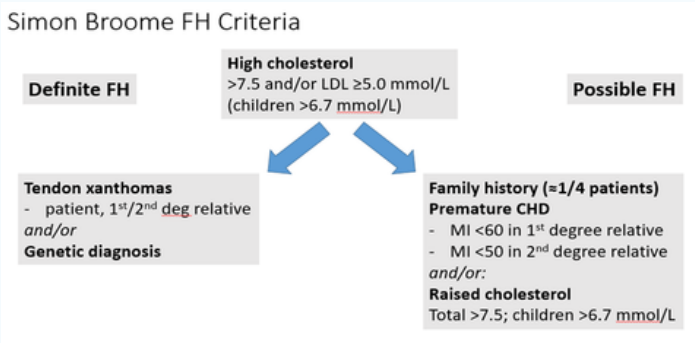 Simon Broome FH Criteria
High cholesterol
>7.5 and/or LDL ≥5.0 mmol/L
(children >6.7 mmol/L)
Definite FH
Possible FH
Tendon xanthomas
- patient, 1st/2nd deg relative
and/or
Genetic diagnosis
Family history (≈1/4 patients)
Premature CHD
- MI <60 in 1st degree relative
- MI <50 in 2nd degree relative
and/or:
Raised cholesterol
Total >7.5; children >6.7 mmol/L